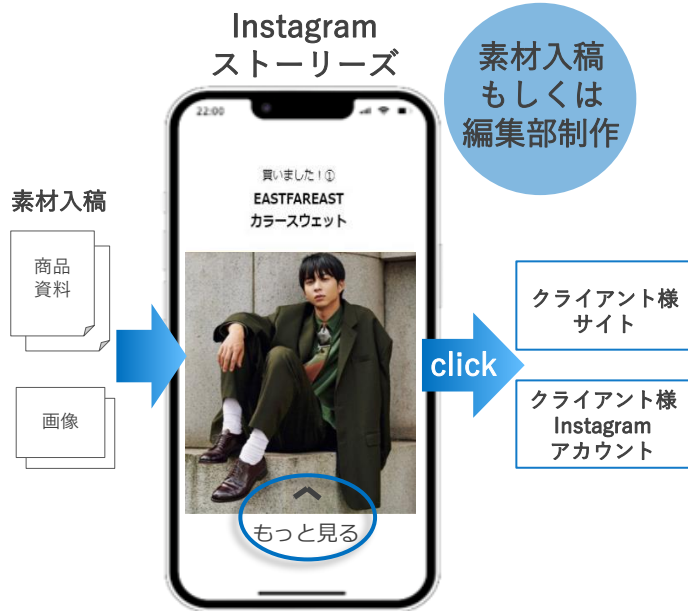 Instagram
ストーリーズ
素材入稿
もしくは
編集部制作
22:00
買いました！①
EASTFAREAST
カラースウェット
素材入稿
商品
資料
画像
click
クライアント様
サイト
クライアント様
Instagram
アカウント
もっと見る